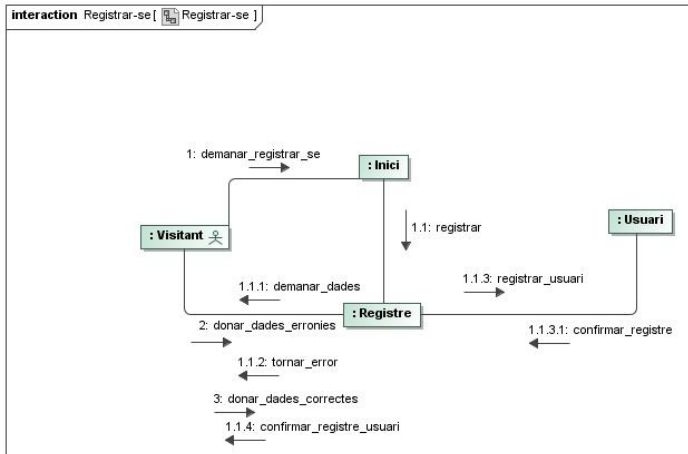 interaction Registrar-se[ Registrar-se ]
1: demanar_registrar_se
: Inici
: Visitant
: Usuari
1.1: registrar
1.1.1: demanar_dades
1.1.3: registrar_usuari
: Registre
2: donar_dades_erronies
1.1.3.1: confirmar_registre
1.1.2: tornar_error
3: donar_dades_correctes
1.1.4: confirmar_registre_usuari